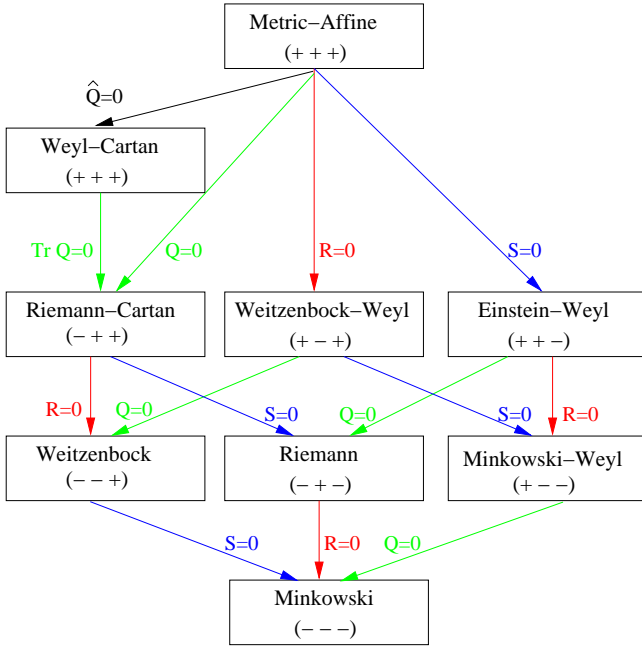 Metric−Affine
(+ + +)
Q̂=0
Weyl−Cartan
(+ + +)
Tr Q=0
Q=0
R=0
S=0
Riemann−Cartan
(− + +)
Weitzenbock−Weyl
(+ − +)
Einstein−Weyl
(+ + −)
R=0
Q=0
S=0
Q=0
S=0
R=0
Weitzenbock
(− − +)
Riemann
(− + −)
Minkowski−Weyl
(+ − −)
S=0
R=0
Q=0
Minkowski
(− − −)